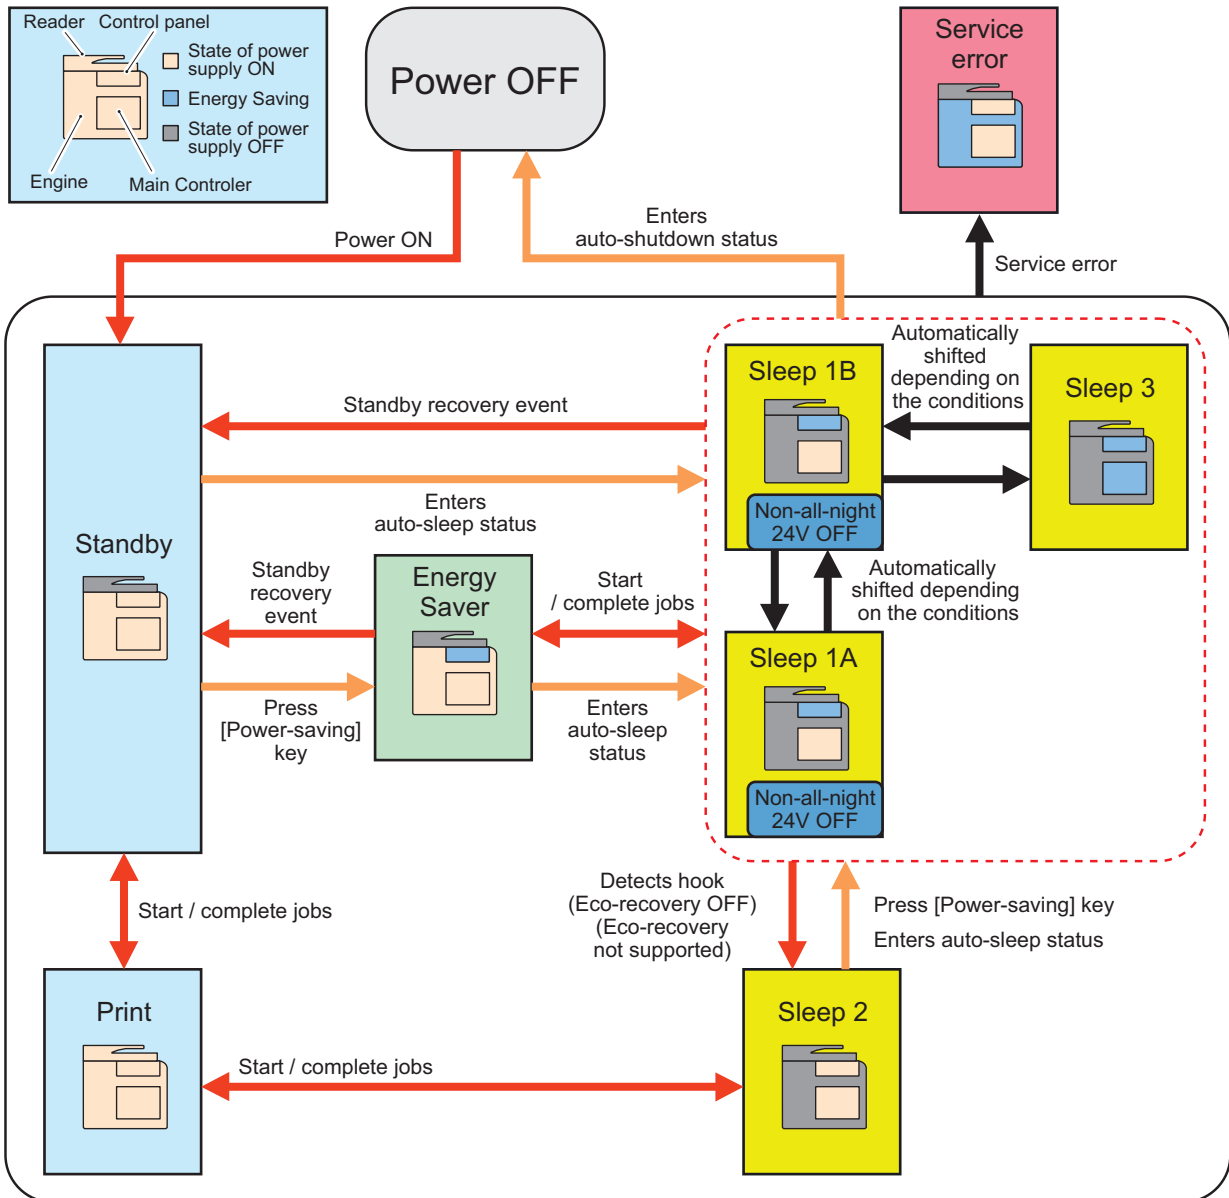 Reader
Control panel
State of power
supply ON
Energy Saving
State of power
supply OFF
Engine
Main Controler
Power OFF
Service
error
Power ON
Enters
auto-shutdown status
Service error
Standby
Standby recovery event
Enters
auto-sleep status
Sleep 1B
Non-all-night
24V OFF
Automatically
shifted
depending on
the conditions
Sleep 3
Standby
recovery
event
Energy
Saver
Start
/ complete jobs
Automatically
shifted depending
on the conditions
Press
[Power-saving]
key
Enters
auto-sleep
status
Sleep 1A
Non-all-night
24V OFF
Start / complete jobs
Detects hook
(Eco-recovery OFF)
(Eco-recovery
not supported)
Press [Power-saving] key
Enters auto-sleep status
Print
Start / complete jobs
Sleep 2